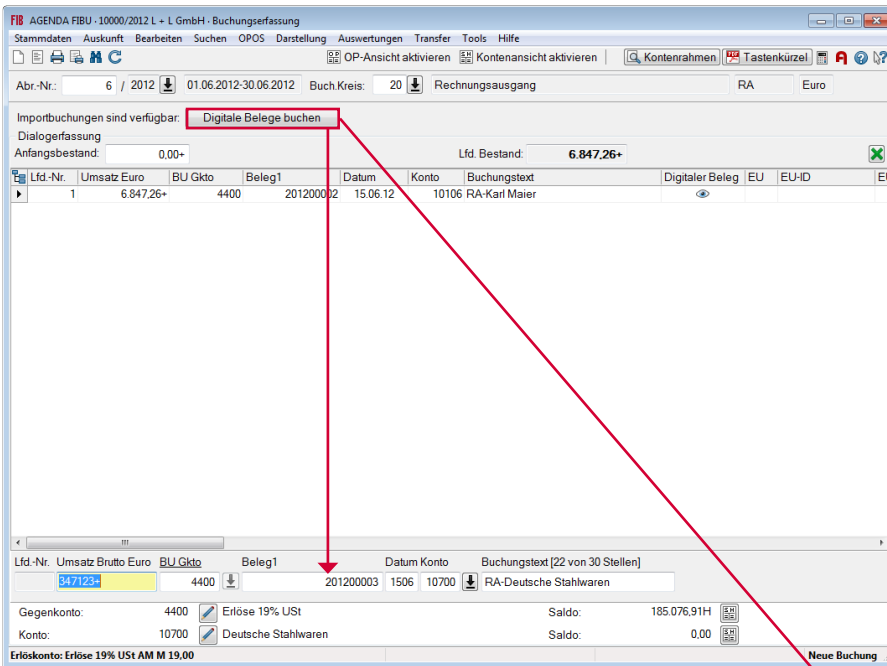 FIB AGENDA FIBU · 10000/2012 L + L GmbH · Buchungserfassung
Stammdaten Auskunft Bearbeiten Suchen OPOS Darstellung Auswertungen Transfer Tools Hilfe
OP-Ansicht aktivieren Kontenansicht aktivieren Kontenrahmen Tastenkürzel
Abr.-Nr.: 6 / 2012 01.06.2012-30.06.2012 Buch.Kreis: 20 Rechnungsausgang RA Euro
Importbuchungen sind verfügbar: Digitale Belege buchen
Dialogerfassung
Anfangsbestand: 0,00+ Lfd. Bestand: 6.847,26+
Lfd.-Nr. Umsatz Euro BU Gkto Beleg1 Datum Konto Buchungstext Digitaler Beleg EU EU-ID
1 6.847,26+ 4400 201200002 15.06.12 10106 RA-Karl Maier
Lfd.-Nr. Umsatz Brutto Euro BU Gkto Beleg1 Datum Konto Buchungstext [22 von 30 Stellen]
347123+ 4400 201200003 1506 10700 RA-Deutsche Stahlwaren
Gegenkonto: 4400 Erlöse 19% USt Saldo: 185.076,91H
Konto: 10700 Deutsche Stahlwaren Saldo: 0,00
Erlöskonto: Erlöse 19% USt AM M 19,00 Neue Buchung